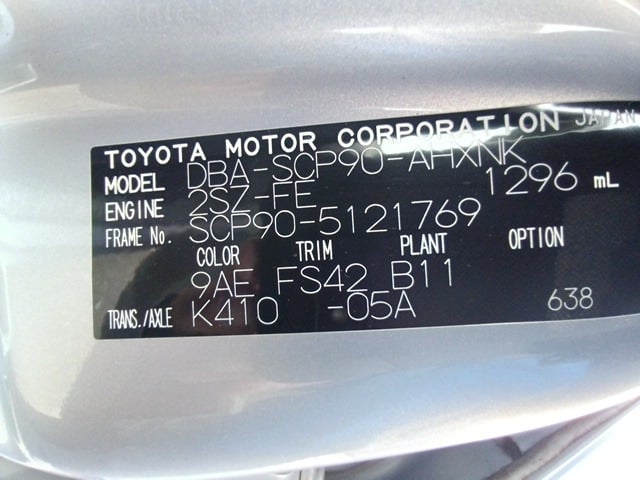 TOYOTA MOTOR CORPORATION JAPAN
MODEL DBA-SCP90-AHXNK
ENGINE 2SZ-FE 1296 mL
FRAME No. SCP90-5121769
COLOR TRIM PLANT OPTION
9AE FS42 B11
TRANS./AXLE K410 -05A 638